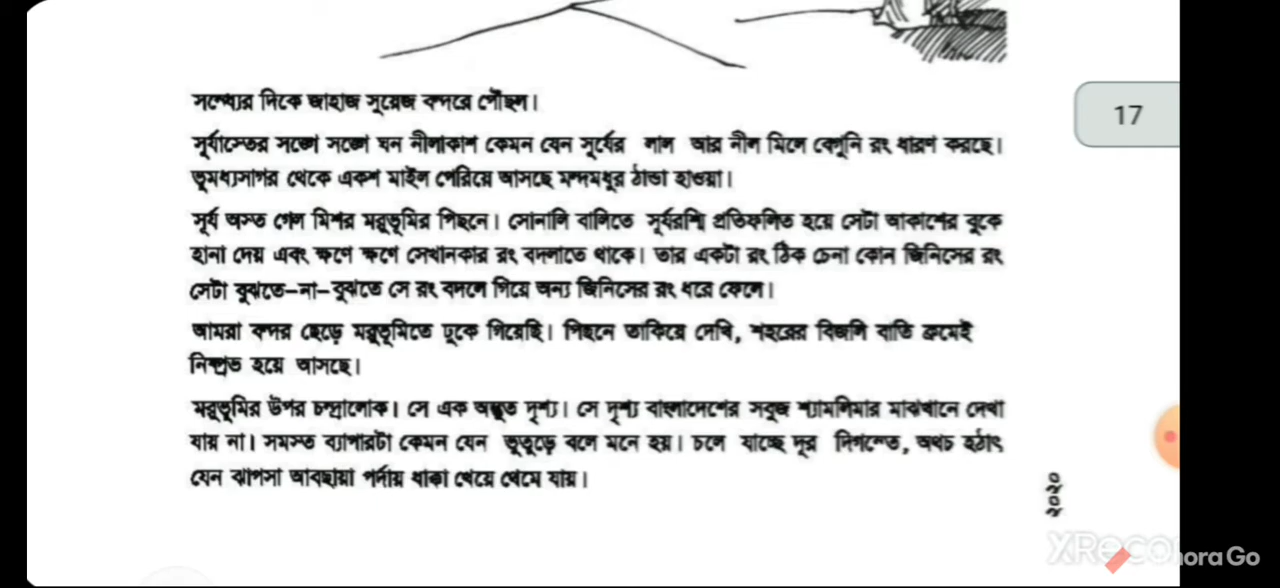 সন্ধ্যের দিকে জাহাজ সুয়েজ বন্দরে পৌঁছল।
17
সূর্যাস্তের সঙ্গে সঙ্গে ঘন নীলাকাশ কেমন যেন সূর্যের লাল আর নীল মিলে বেগুনি রং ধারণ করছে।
ভূমধ্যসাগর থেকে একশ মাইল পেরিয়ে আসছে মন্দমধুর ঠান্ডা হাওয়া।
সূর্য অস্ত গেল মিশর মরুভূমির পিছনে। সোনালি বালিতে সূর্যরশ্মি প্রতিফলিত হয়ে সেটা আকাশের বুকে
হানা দেয় এবং ক্ষণে ক্ষণে সেখানকার রং বদলাতে থাকে। তার একটা রং ঠিক চেনা কোন জিনিসের রং
সেটা বুঝতে-না-বুঝতে সে রং বদলে গিয়ে অন্য জিনিসের রং ধরে ফেলে।
আমরা বন্দর ছেড়ে মরুভূমিতে ঢুকে গিয়েছি। পিছনে তাকিয়ে দেখি, শহরের বিজলি বাতি ক্রমেই
নিষ্প্রভ হয়ে আসছে।
মরুভূমির উপর চন্দ্রালোক। সে এক অদ্ভুত দৃশ্য। সে দৃশ্য বাংলাদেশের সবুজ শ্যামলিমার মাঝখানে দেখা
যায় না। সমস্ত ব্যাপারটা কেমন যেন ভূতুড়ে বলে মনে হয়। চলে যাচ্ছে দূর দিগন্তে, অথচ হঠাৎ
যেন ঝাপসা আবছায়া পর্দায় ধাক্কা খেয়ে থেমে যায়।
২০২০
XReco
Go